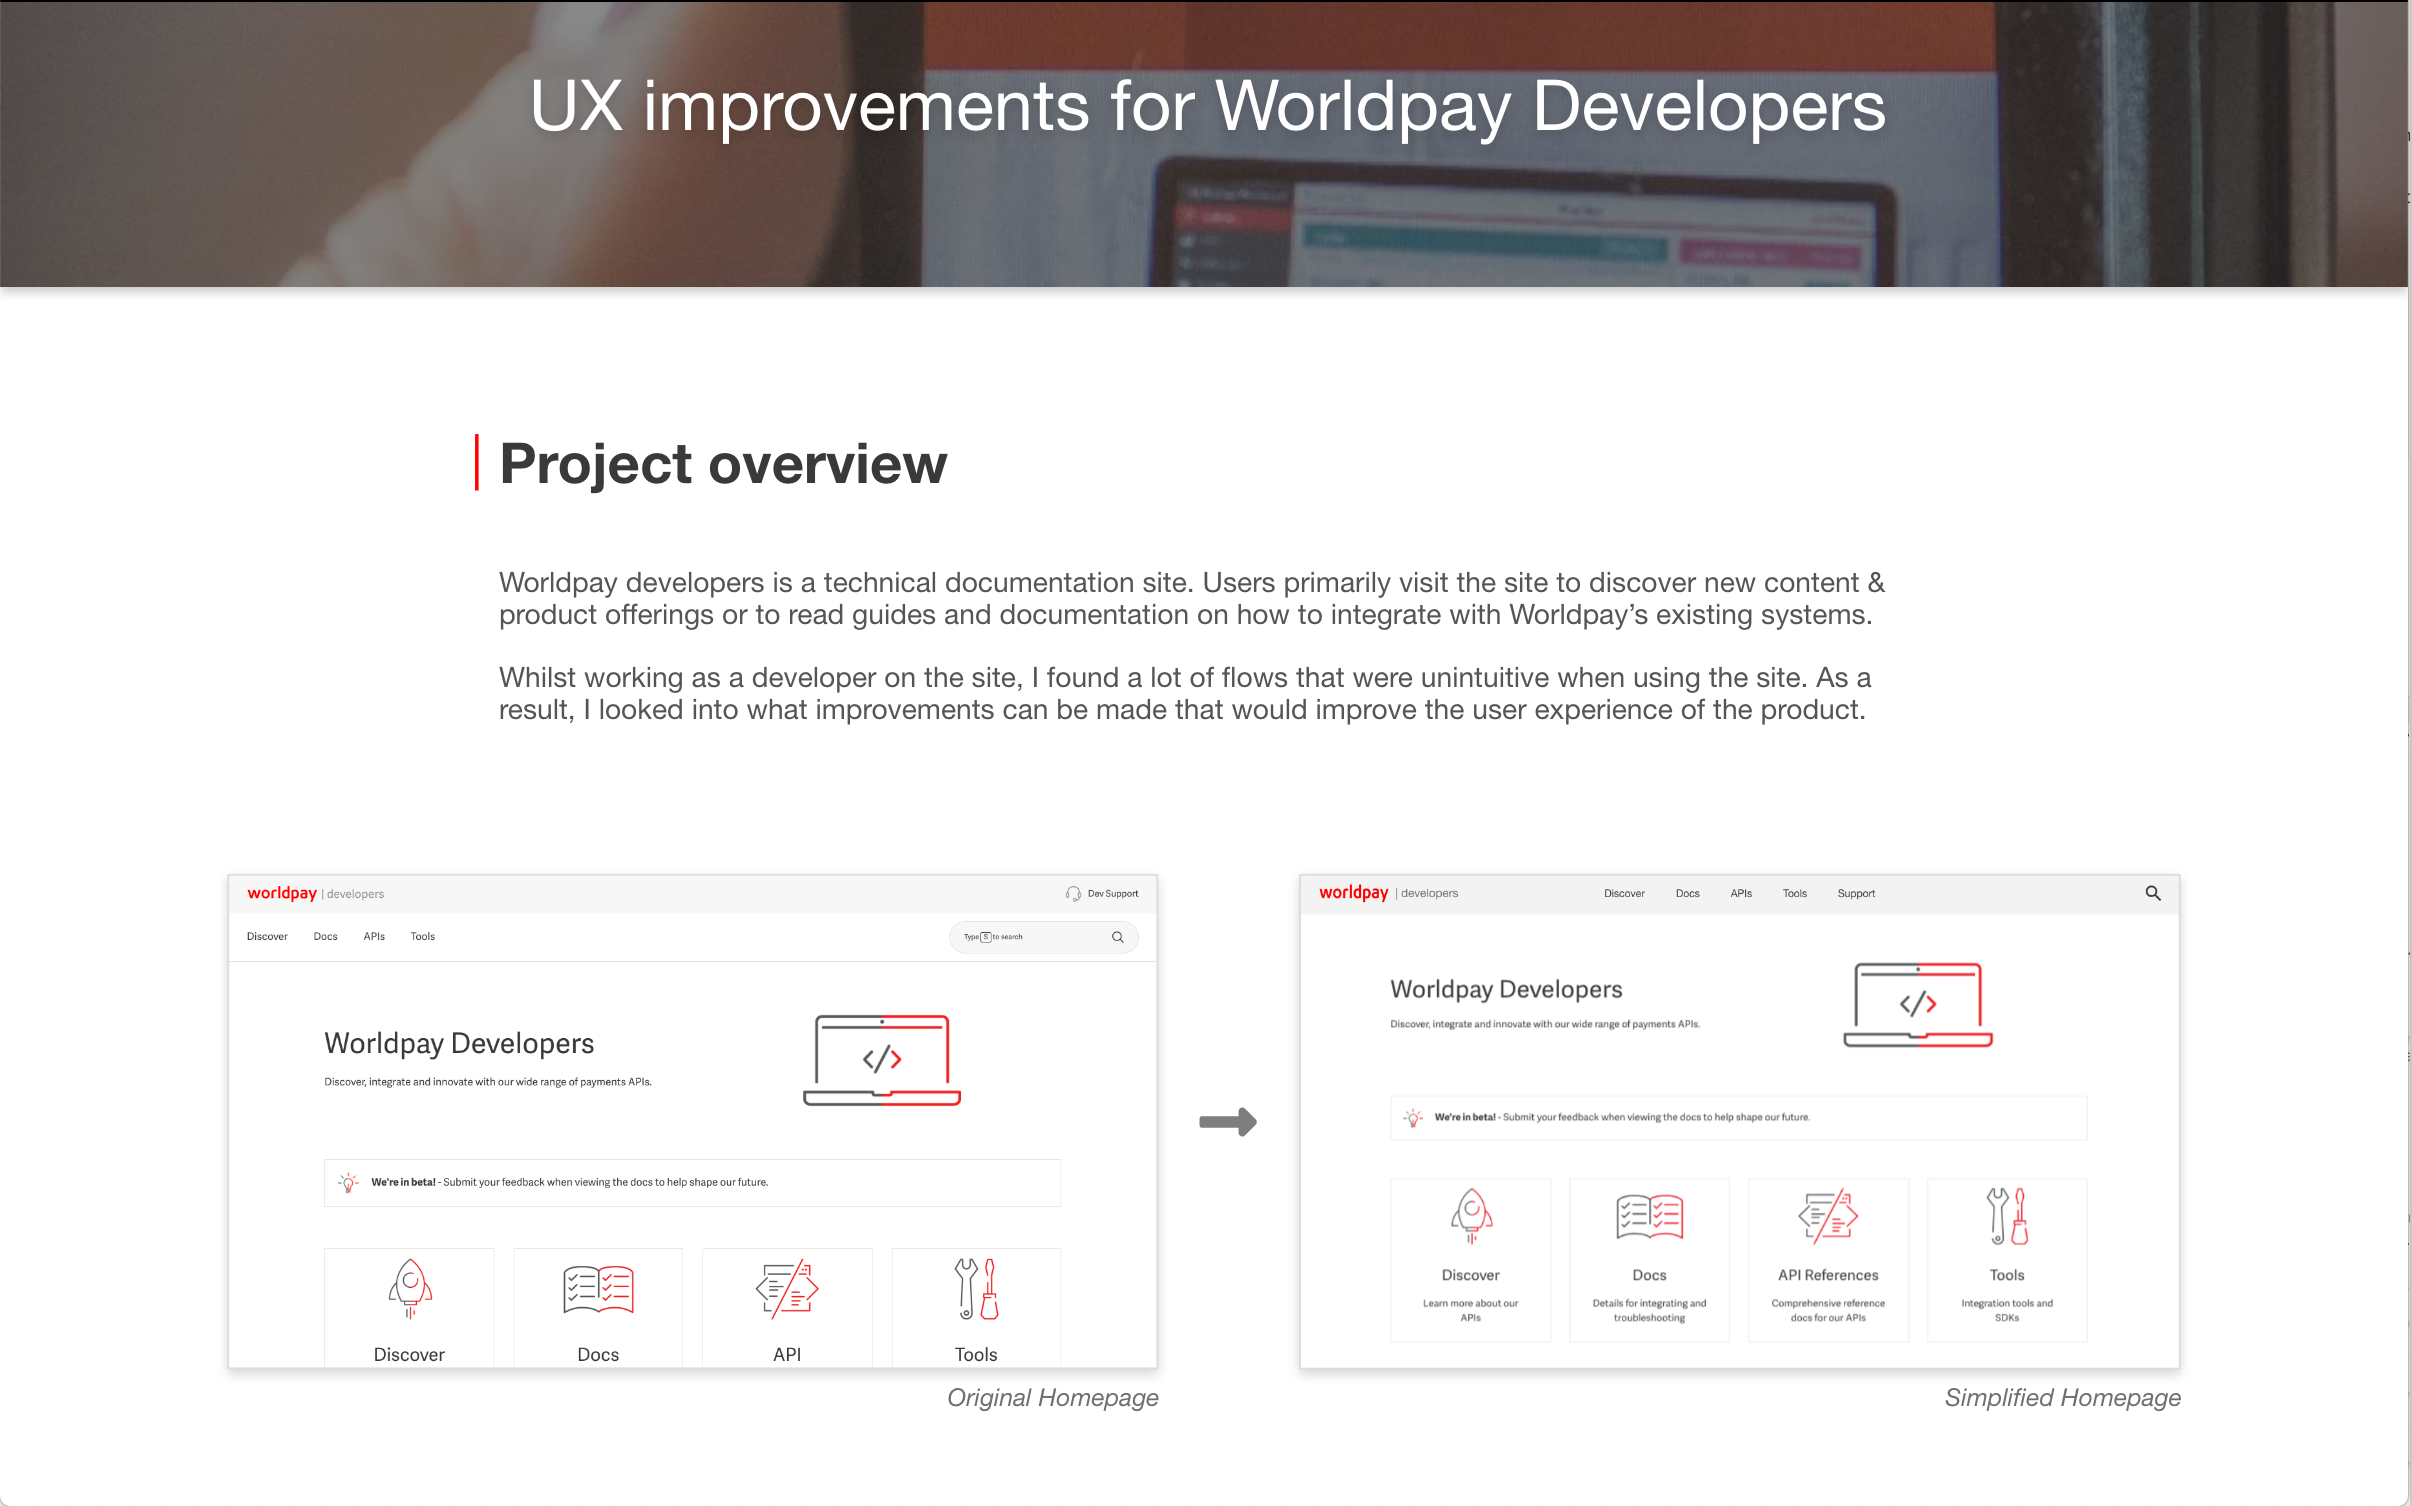 UX improvements for Worldpay Developers
Project overview
Worldpay developers is a technical documentation site. Users primarily visit the site to discover new content &
product offerings or to read guides and documentation on how to integrate with Worldpay’s existing systems.
Whilst working as a developer on the site, I found a lot of flows that were unintuitive when using the site. As a
result, I looked into what improvements can be made that would improve the user experience of the product.
worldpay | developers
Dev Support
Discover Docs APIs Tools
Type S to search
Worldpay Developers
Discover, integrate and innovate with our wide range of payments APIs.
We're in beta! - Submit your feedback when viewing the docs to help shape our future.
Discover Docs API Tools
Original Homepage
worldpay | developers Discover Docs APIs Tools Support
Worldpay Developers
Discover, integrate and innovate with our wide range of payments APIs.
We're in beta! - Submit your feedback when viewing the docs to help shape our future.
Discover
Learn more about our
APIs
Docs
Details for integrating and
troubleshooting
API References
Comprehensive reference
docs for our APIs
Tools
Integration tools and
SDKs
Simplified Homepage